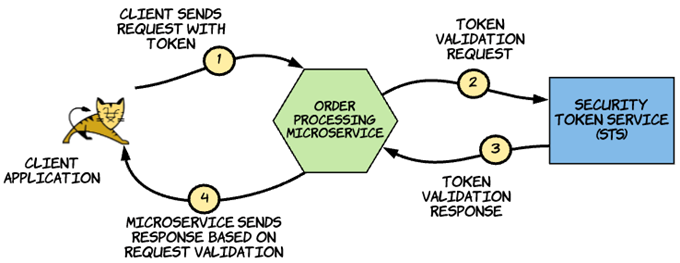 CLIENT SENDS
REQUEST WITH
TOKEN
1
TOKEN
VALIDATION
REQUEST
2
ORDER
PROCESSING
MICROSERVICE
SECURITY
TOKEN SERVICE
(STS)
CLIENT
APPLICATION
3
TOKEN
VALIDATION
RESPONSE
4
MICROSERVICE SENDS
RESPONSE BASED ON
REQUEST VALIDATION